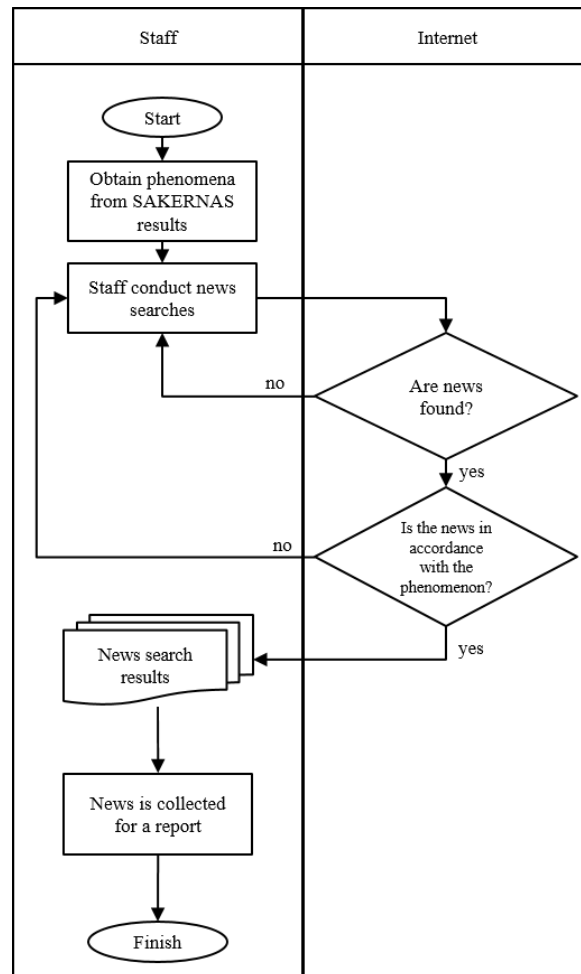 Staff
Internet
Start
Obtain phenomena
from SAKERNAS
results
Staff conduct news
searches
no
Are news
found?
yes
no
Is the news in
accordance
with the
phenomenon?
yes
News search
results
News is collected
for a report
Finish